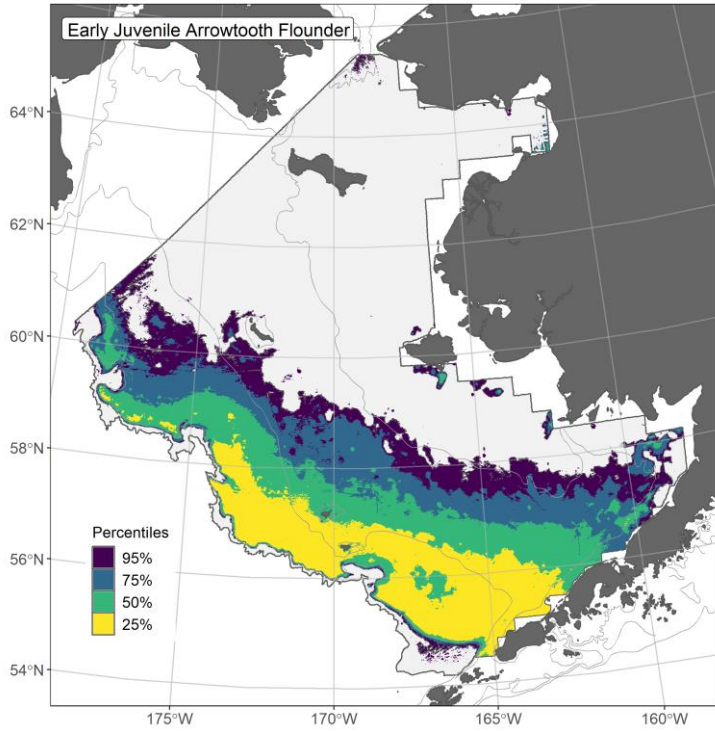 Early Juvenile Arrowtooth Flounder
64°N
62°N
60°N
58°N
56°N
54°N
Percentiles
95%
75%
50%
25%
175°W
170°W
165°W
160°W